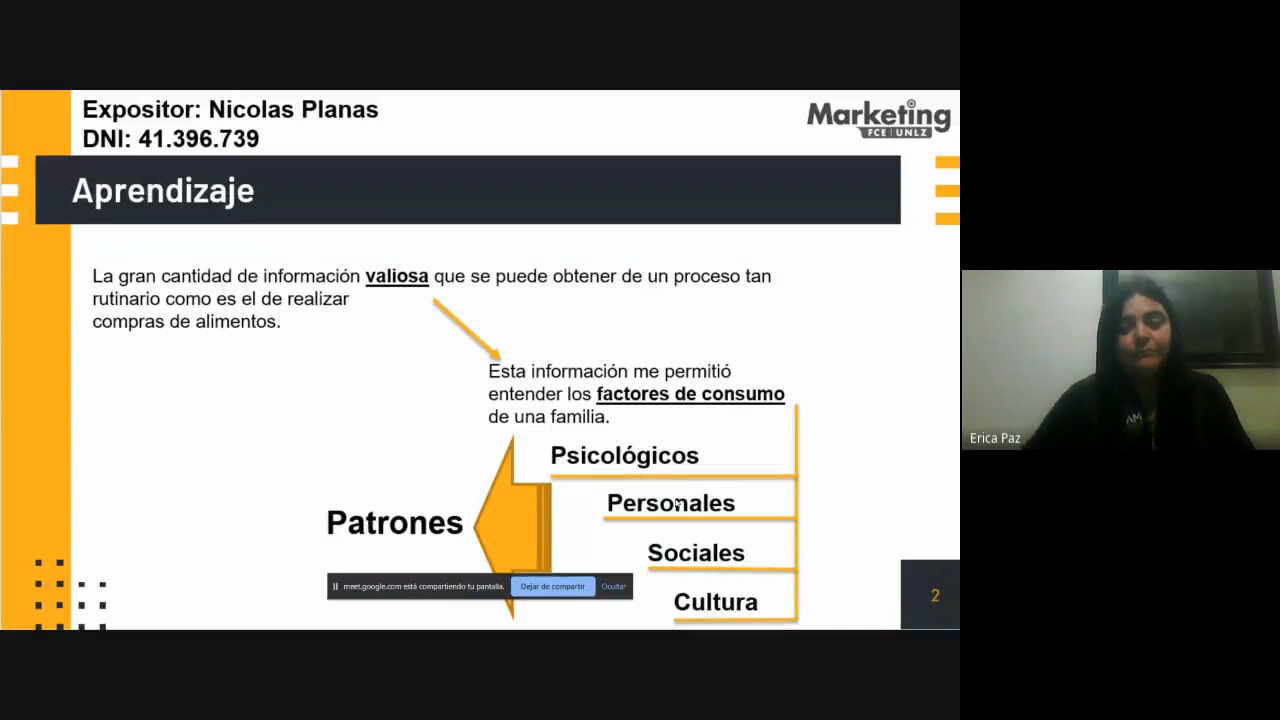 Expositor: Nicolas Planas
DNI: 41.396.739
Marketing
FCE | UNLZ
Aprendizaje
La gran cantidad de información valiosa que se puede obtener de un proceso tan
rutinario como es el de realizar
compras de alimentos.
Esta información me permitió
entender los factores de consumo
de una familia.
Psicológicos
Personales
Patrones
Sociales
Cultura
meet.google.com está compartiendo tu pantalla.
Dejar de compartir
Ocultar
2
AM
Erica Paz